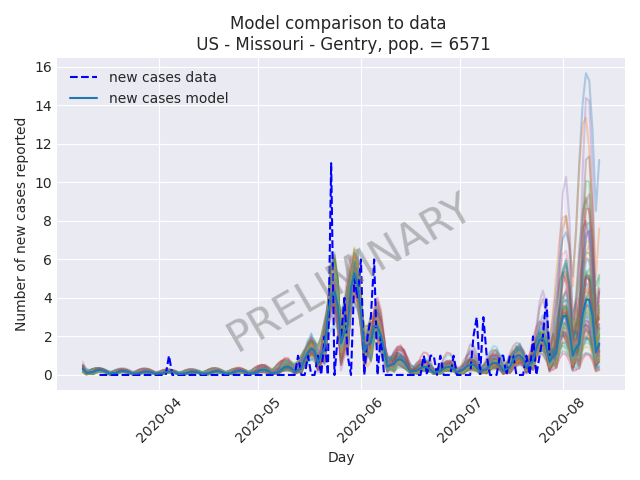 Model comparison to data
US - Missouri - Gentry, pop. = 6571
new cases data
new cases model
PRELIMINARY
Number of new cases reported
16
14
12
10
8
6
4
2
0
2020-04
2020-05
2020-06
2020-07
2020-08
Day